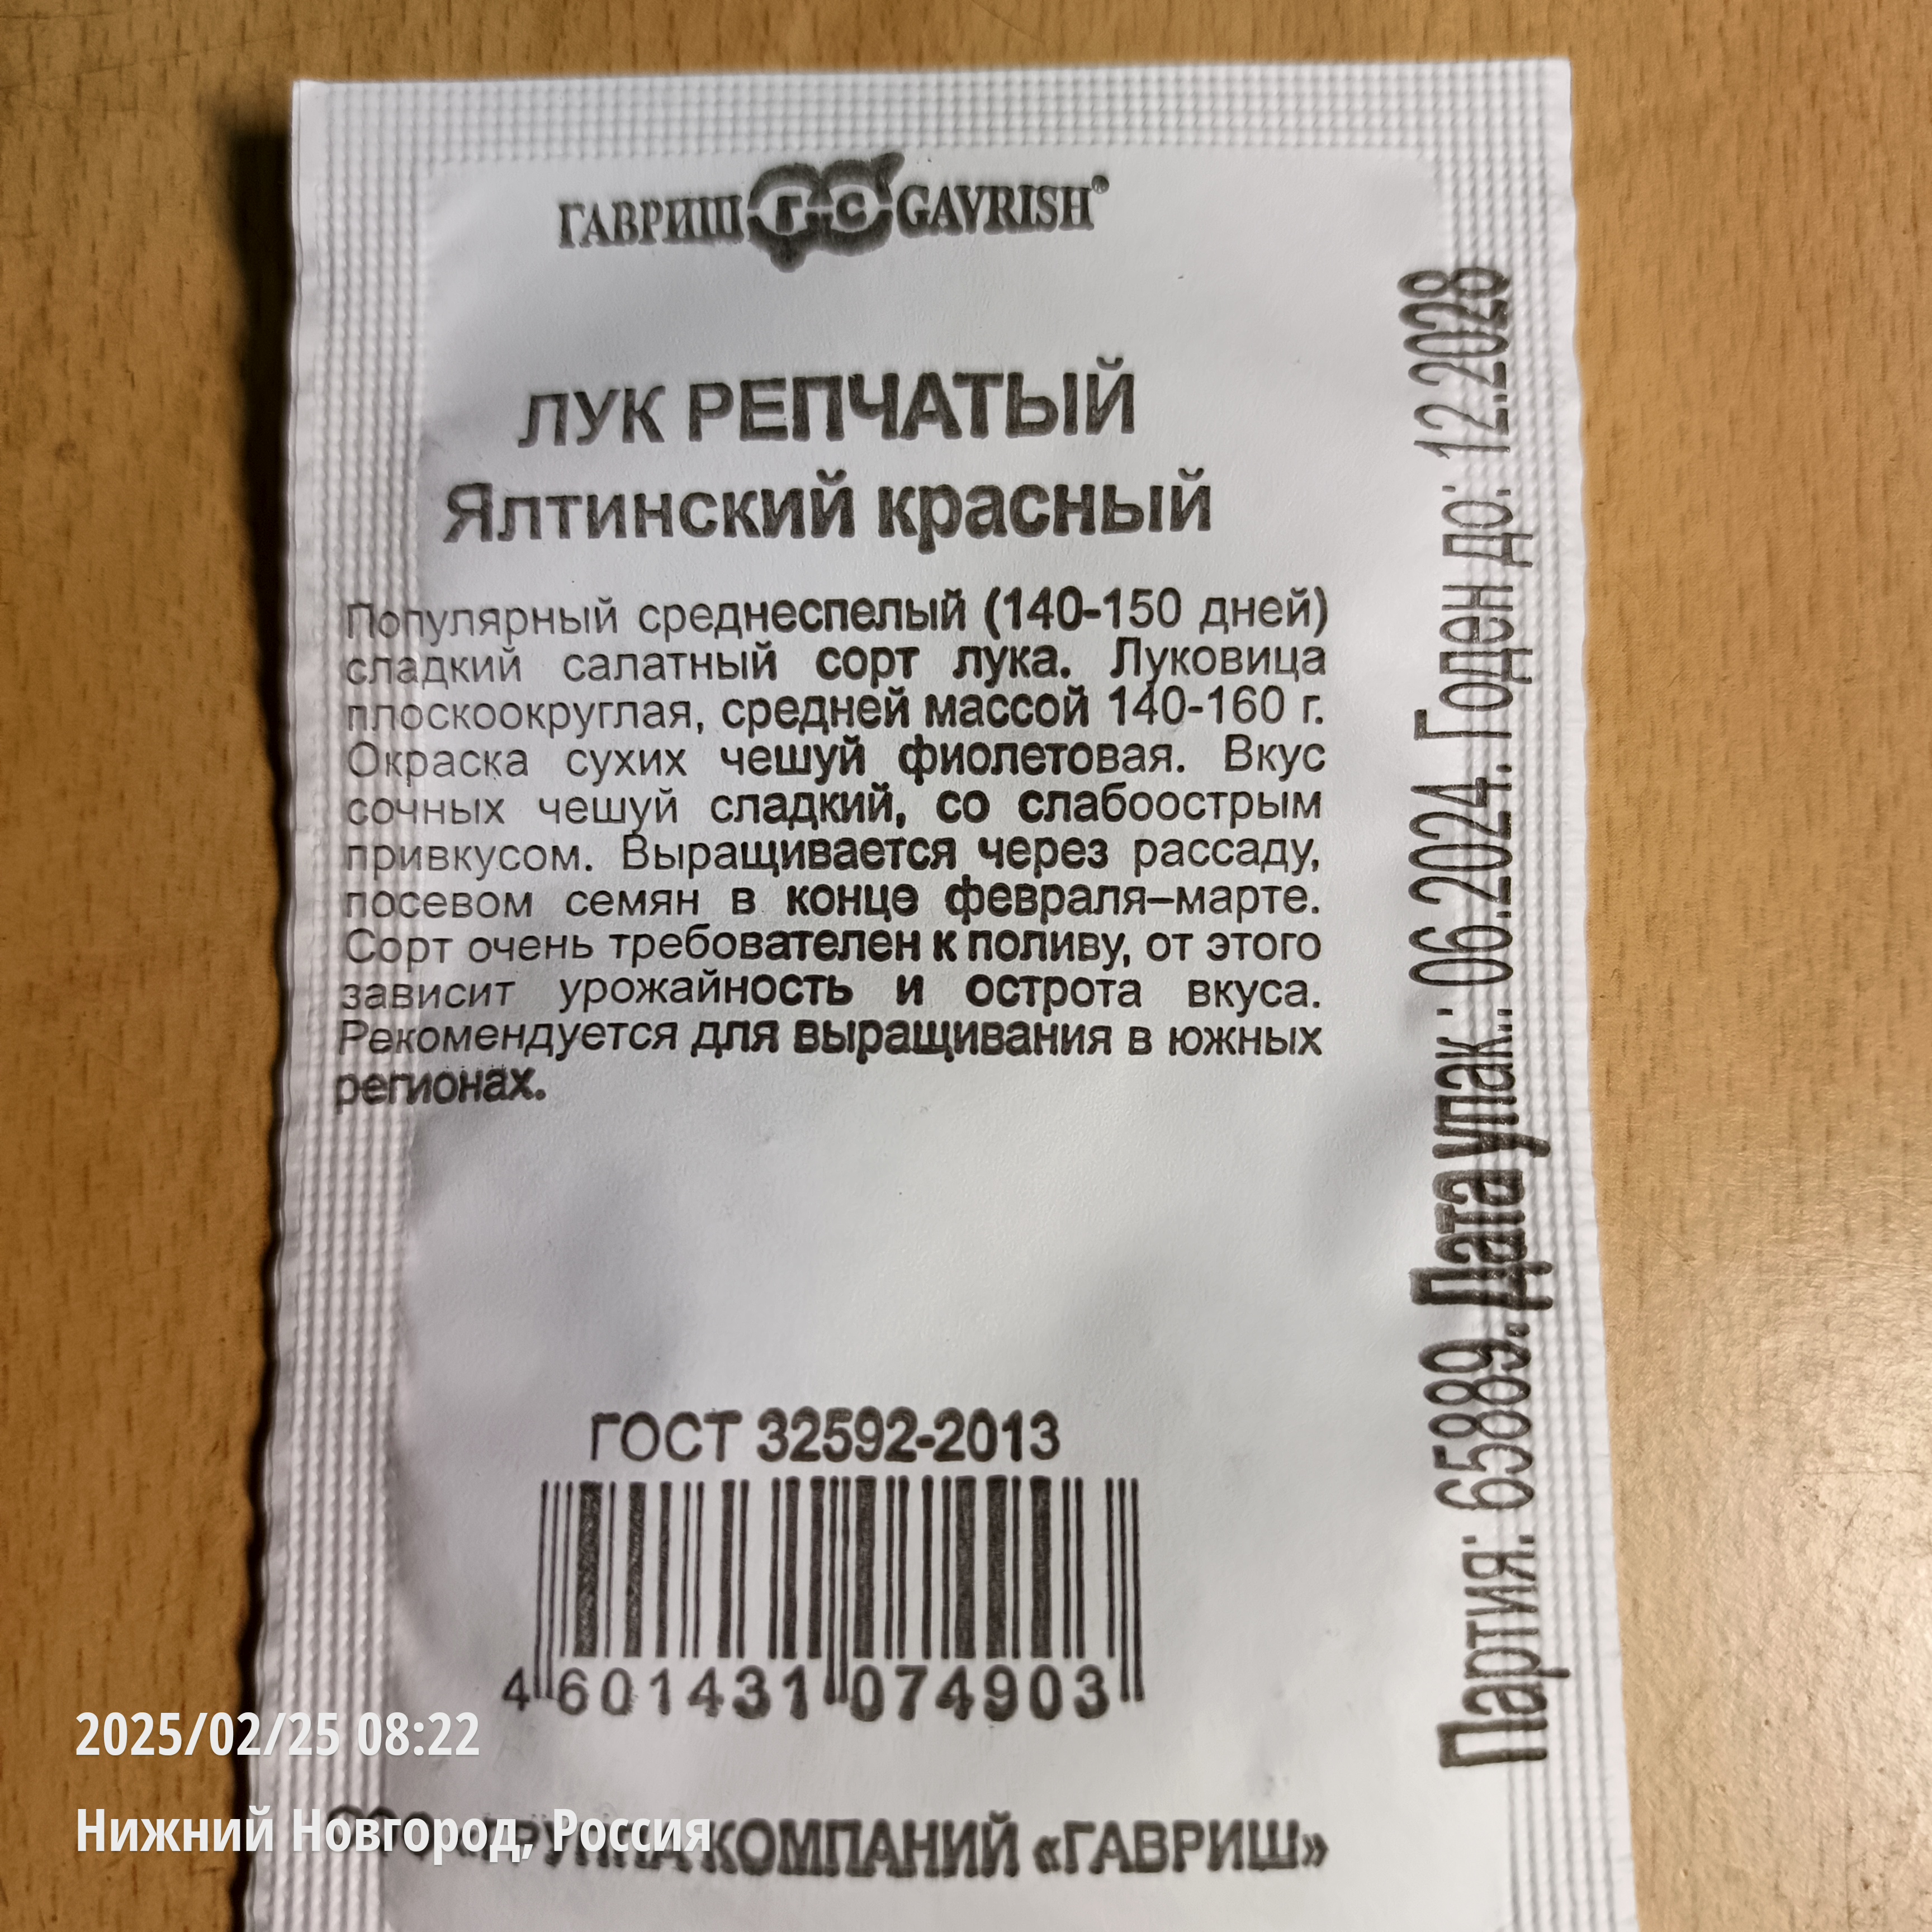 ГАВРИШ ГС GAVRISH®
ЛУК РЕПЧАТЫЙ
Ялтинский красный
Популярный среднеспелый (140-150 дней)
сладкий салатный сорт лука. Луковица
плоскоокруглая, средней массой 140-160 г.
Окраска сухих чешуй фиолетовая. Вкус
сочных чешуй сладкий, со слабоострым
привкусом. Выращивается через рассаду,
посевом семян в конце февраля–марте.
Сорт очень требователен к поливу, от этого
зависит урожайность и острота вкуса.
Рекомендуется для выращивания в южных
регионах.
ГОСТ 32592-2013
4 601431 074903
КОМПАНИЙ «ГАВРИШ»
Партия: 65889. Дата упак.: 06.2024. Годен до: 12.2028
2025/02/25 08:22
Нижний Новгород, Россия